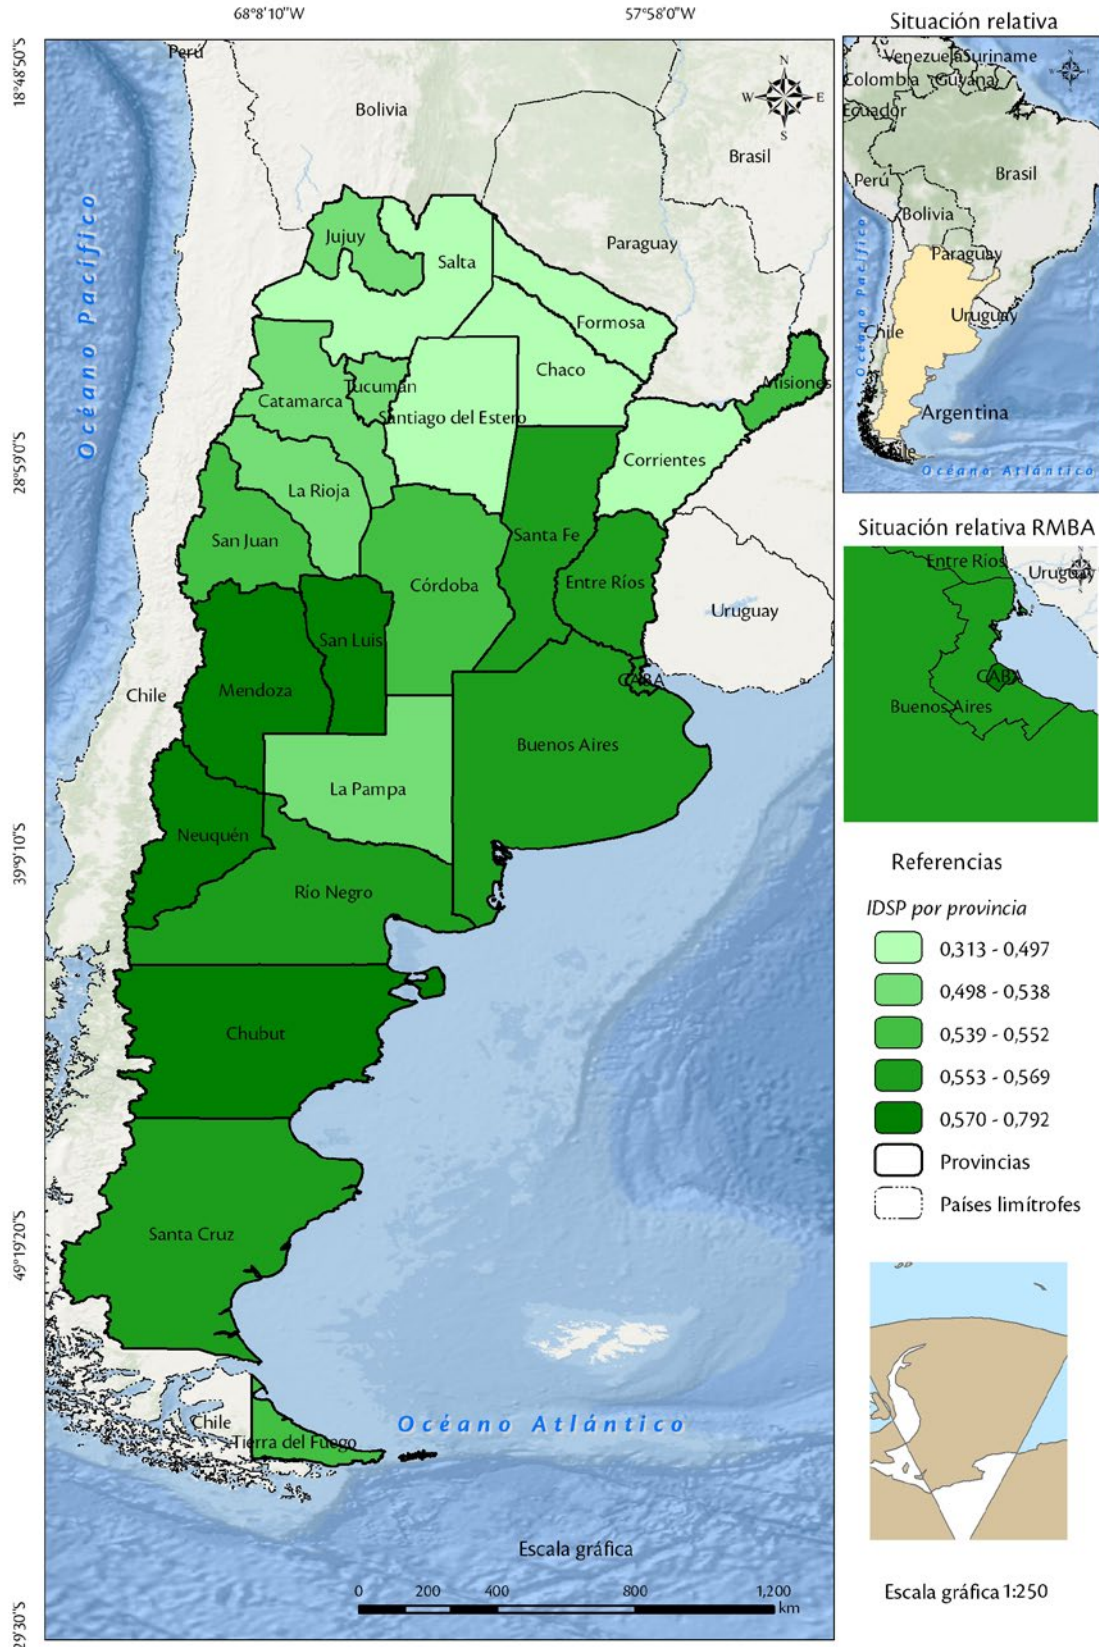 68°8'10"W
57°58'0"W
18°48'50"S
28°59'0"S
39°9'10"S
49°19'20"S
29'30"S
Perú
Bolivia
Brasil
Paraguay
Uruguay
Chile
Chile
Océano Pacífico
Océano Atlántico
N
W
E
S
Jujuy
Salta
Formosa
Chaco
Misiones
Tucumán
Catamarca
Santiago del Estero
Corrientes
La Rioja
San Juan
Santa Fe
Córdoba
Entre Ríos
San Luis
Mendoza
CABA
Buenos Aires
La Pampa
Neuquén
Río Negro
Chubut
Santa Cruz
Tierra del Fuego
Escala gráfica
0 200 400 800 1,200
km
Situación relativa
Venezuela
Suriname
Colombia
Guyana
Ecuador
Perú
Brasil
Bolivia
Paraguay
Uruguay
Chile
Argentina
Chile
Océano Pacífico
Océano Atlántico
Situación relativa RMBA
Entre Ríos
Uruguay
CABA
Buenos Aires
Referencias
IDSP por provincia
0,313 - 0,497
0,498 - 0,538
0,539 - 0,552
0,553 - 0,569
0,570 - 0,792
Provincias
Países limítrofes
Escala gráfica 1:250